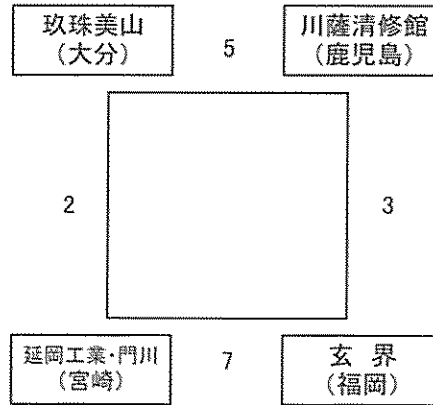 玖珠美山
(大分)
5
川薩清修館
(鹿児島)
2
3
延岡工業・門川
(宮崎)
7
玄界
(福岡)